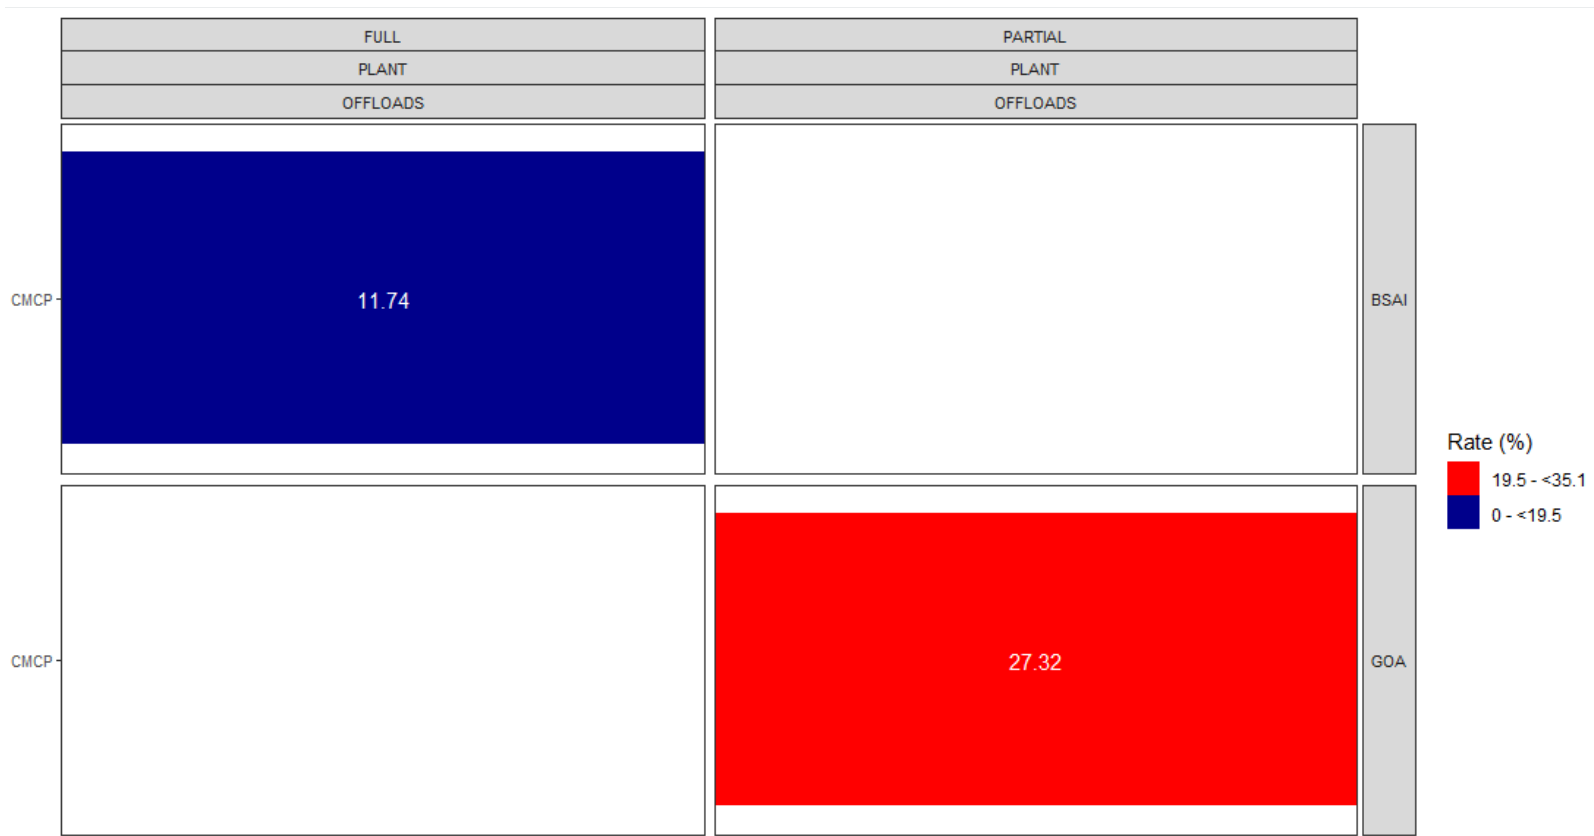 FULL
PARTIAL
PLANT
PLANT
OFFLOADS
OFFLOADS
CMCP
11.74
BSAI
Rate (%)
19.5 - <35.1
0 - <19.5
CMCP
27.32
GOA